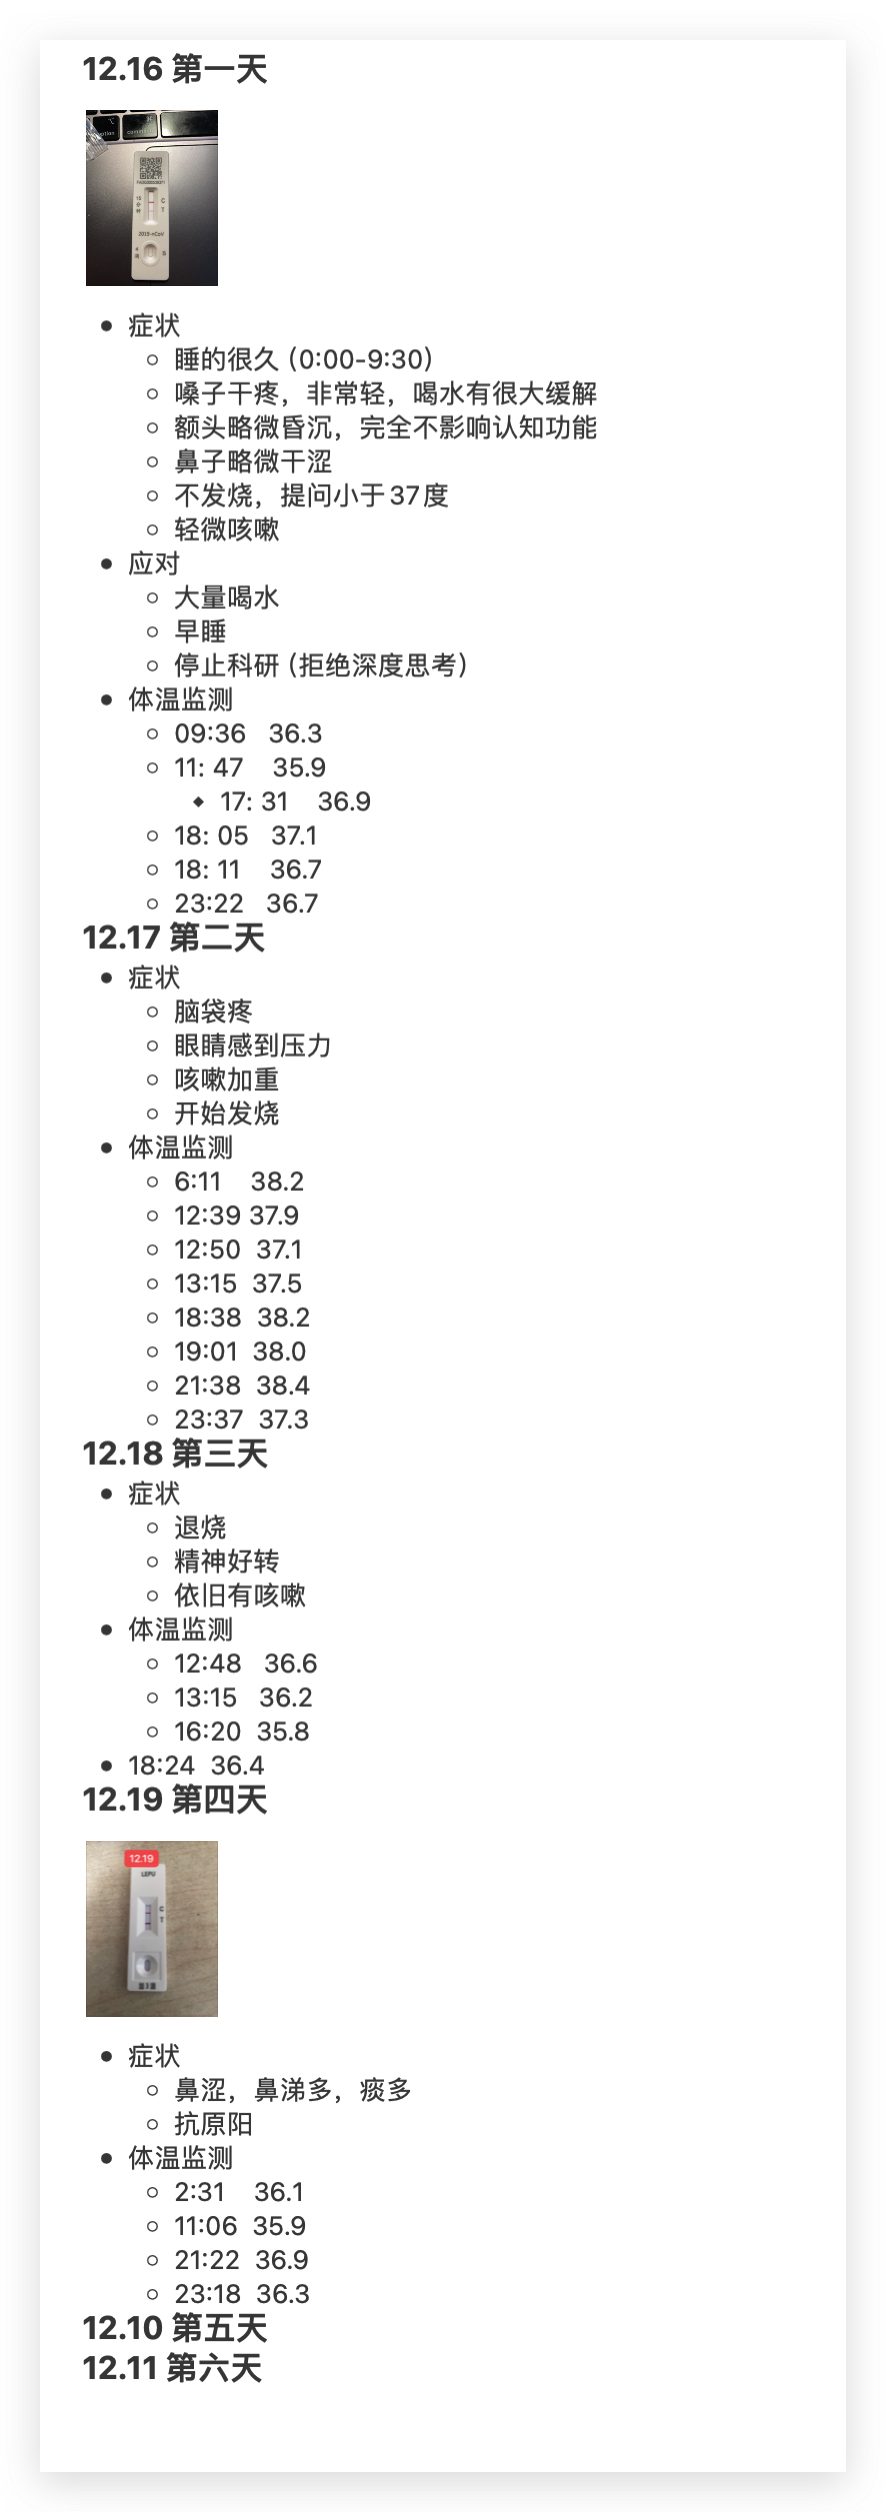 12.16 第一天
option
command
10分钟
C
T
2019-nCoV
4滴
S
症状
睡的很久 (0:00-9:30)
嗓子干疼，非常轻，喝水有很大缓解
额头略微昏沉，完全不影响认知功能
鼻子略微干涩
不发烧，提问小于37度
轻微咳嗽
应对
大量喝水
早睡
停止科研 (拒绝深度思考)
体温监测
09:36 36.3
11: 47 35.9
17: 31 36.9
18: 05 37.1
18: 11 36.7
23:22 36.7
12.17 第二天
症状
脑袋疼
眼睛感到压力
咳嗽加重
开始发烧
体温监测
6:11 38.2
12:39 37.9
12:50 37.1
13:15 37.5
18:38 38.2
19:01 38.0
21:38 38.4
23:37 37.3
12.18 第三天
症状
退烧
精神好转
依旧有咳嗽
体温监测
12:48 36.6
13:15 36.2
16:20 35.8
18:24 36.4
12.19 第四天
12.19
LEPU
C
T
症状
鼻涩，鼻涕多，痰多
抗原阳
体温监测
2:31 36.1
11:06 35.9
21:22 36.9
23:18 36.3
12.10 第五天
12.11 第六天